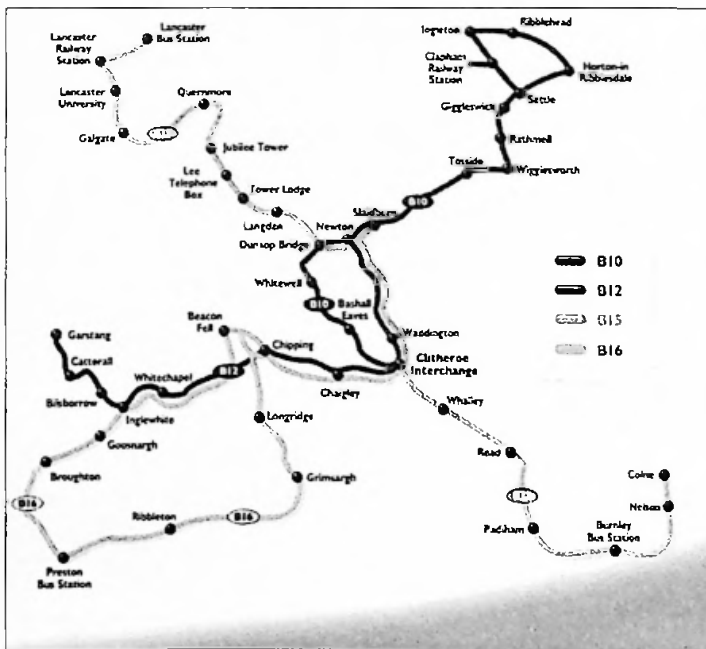 Lancaster
Bus Station
Lancaster
Railway
Station
Lancaster
University
Galgate
Quernmore
Jubilee Tower
Lee
Telephone
Box
Tower Lodge
Langden
Dunsop Bridge
Newton
Slaidburn
B10
Tosside
Wigglesworth
Rathmell
Giggleswick
Settle
Clapham
Railway
Station
Ingleton
Ribblehead
Horton-in
Ribblesdale
Whitewell
B10
Bashall
Eaves
Waddington
Clitheroe
Interchange
B10
B12
B15
B16
Beacon
Fell
Chipping
Chaigley
Garstang
Catterall
Bilsborrow
Whitechapel
B12
Inglewhite
Goosnargh
Broughton
B16
Preston
Bus Station
Ribbleton
B16
Grimsargh
Longridge
Whalley
Read
Padiham
Burnley
Bus Station
Nelson
Colne